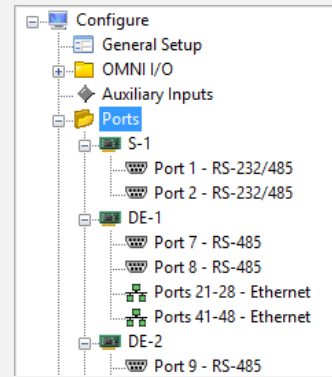 Configure
General Setup
OMNI I/O
Auxiliary Inputs
Ports
S-1
Port 1 - RS-232/485
Port 2 - RS-232/485
DE-1
Port 7 - RS-485
Port 8 - RS-485
Ports 21-28 - Ethernet
Ports 41-48 - Ethernet
DE-2
Port 9 - RS-485